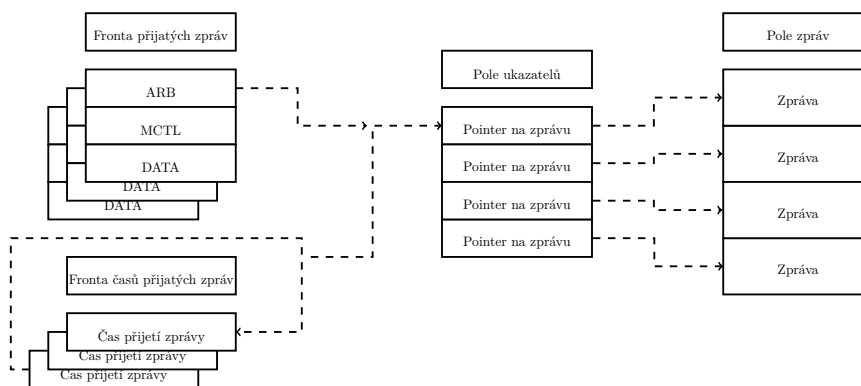 Fronta přijatých zpráv
ARB
MCTL
DATA
DATA
DATA
Fronta časů přijatých zpráv
Čas přijetí zprávy
Čas přijetí zprávy
Čas přijetí zprávy
Pole ukazatelů
Pointer na zprávu
Pointer na zprávu
Pointer na zprávu
Pointer na zprávu
Pole zpráv
Zpráva
Zpráva
Zpráva
Zpráva